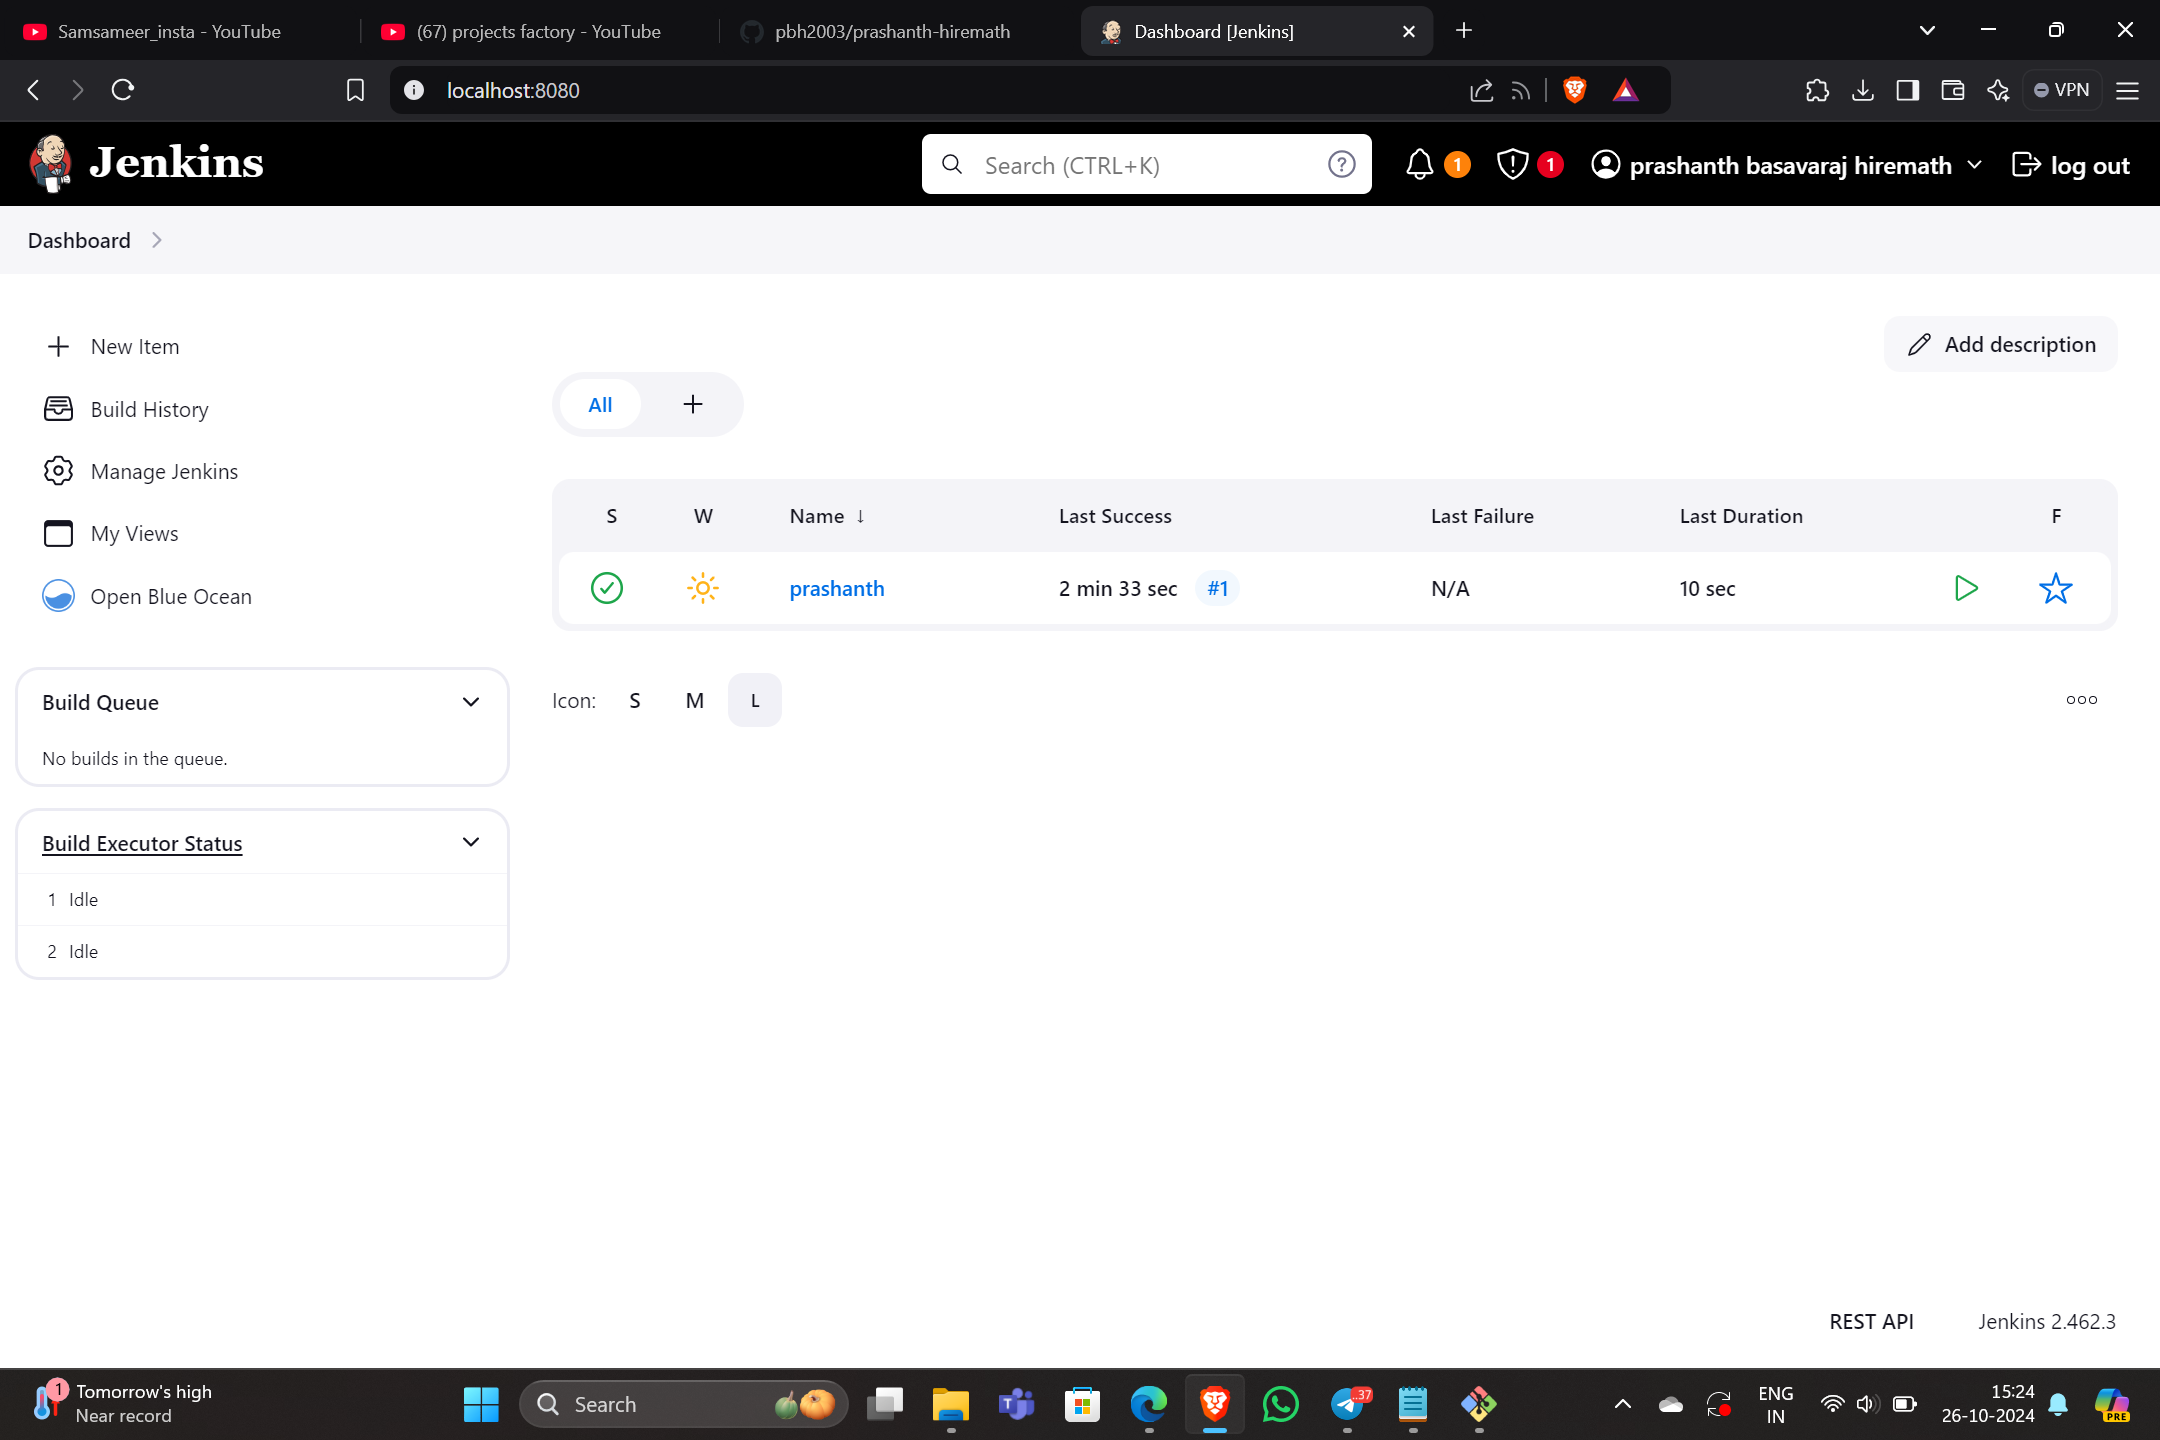 Samsameer_insta - YouTube
(67) projects factory - YouTube
pbh2003/prashanth-hiremath
Dashboard [Jenkins]
localhost:8080
VPN
Jenkins
Search (CTRL+K)
1
1
prashanth basavaraj hiremath
log out
Dashboard
New Item
Build History
Manage Jenkins
My Views
Open Blue Ocean
Add description
All
S W Name ↓ Last Success Last Failure Last Duration F
prashanth 2 min 33 sec #1 N/A 10 sec
Icon: S M L
Build Queue
No builds in the queue.
Build Executor Status
1 Idle
2 Idle
REST API
Jenkins 2.462.3
1
Tomorrow's high
Near record
Search
T
..37
ENG
IN
15:24
26-10-2024
PRE